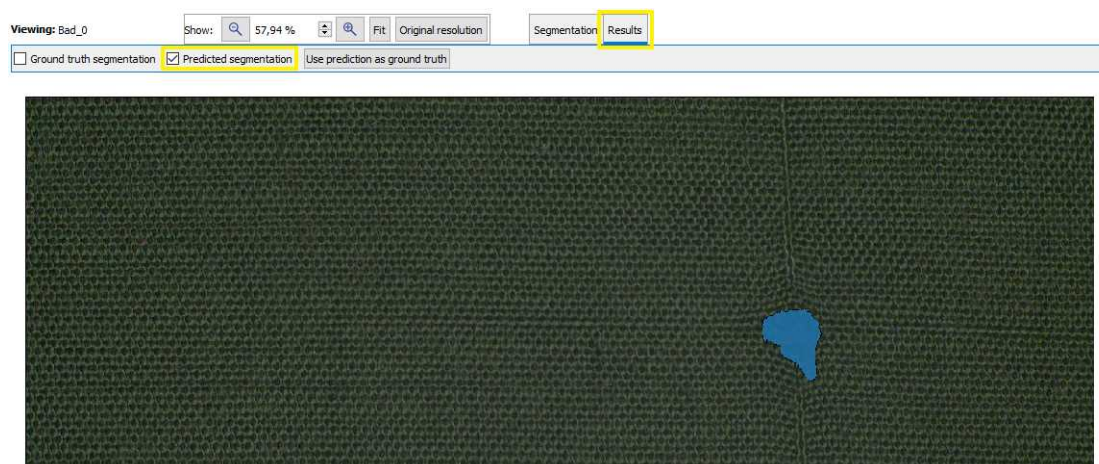 Viewing: Bad_0 Show: 57,94 % Fit Original resolution Segmentation Results
Ground truth segmentation Predicted segmentation Use prediction as ground truth